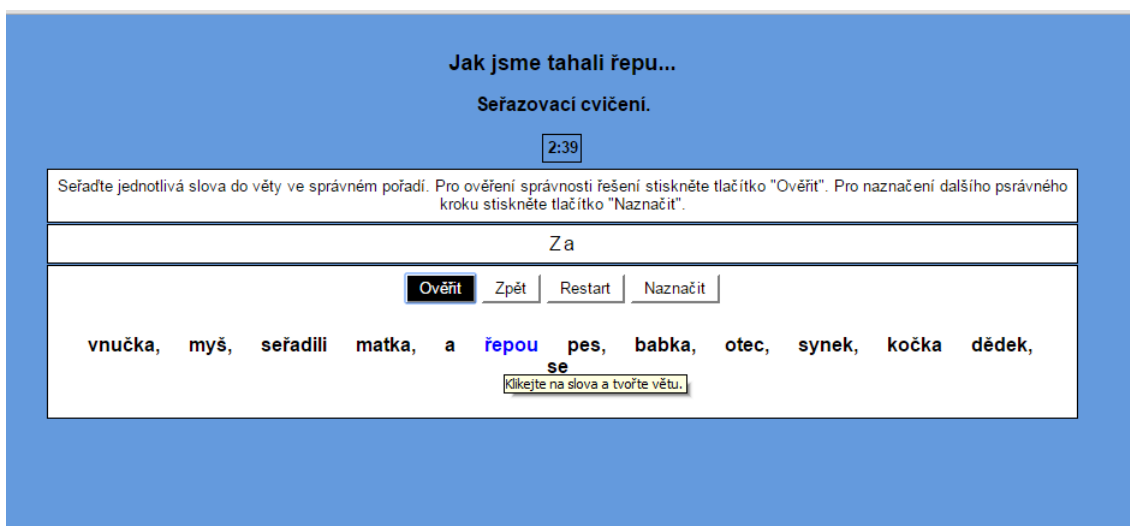 Jak jsme tahali řepu...
Seřazovací cvičení.
2:39
Seřaďte jednotlivá slova do věty ve správném pořadí. Pro ověření správnosti řešení stiskněte tlačítko "Ověřit". Pro naznačení dalšího psrávného
kroku stiskněte tlačítko "Naznačit".
Za
Ověřit Zpět Restart Naznačit
vnučka, myš, seřadili matka, a řepou pes, babka, otec, synek, kočka dědek,
se
Klikejte na slova a tvořte větu.